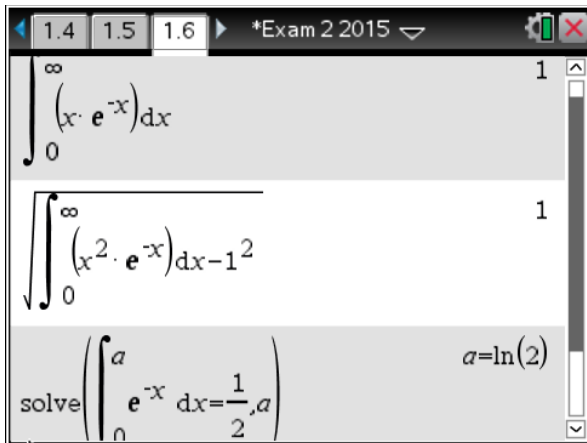 1.4 1.5 1.6 *Exam 2 2015
∫₀^∞ (x· e^-x)dx 1
√(∫₀^∞ (x²· e^-x)dx-1²) 1
solve(∫₀^a e^-x dx=1/2,a) a=ln(2)